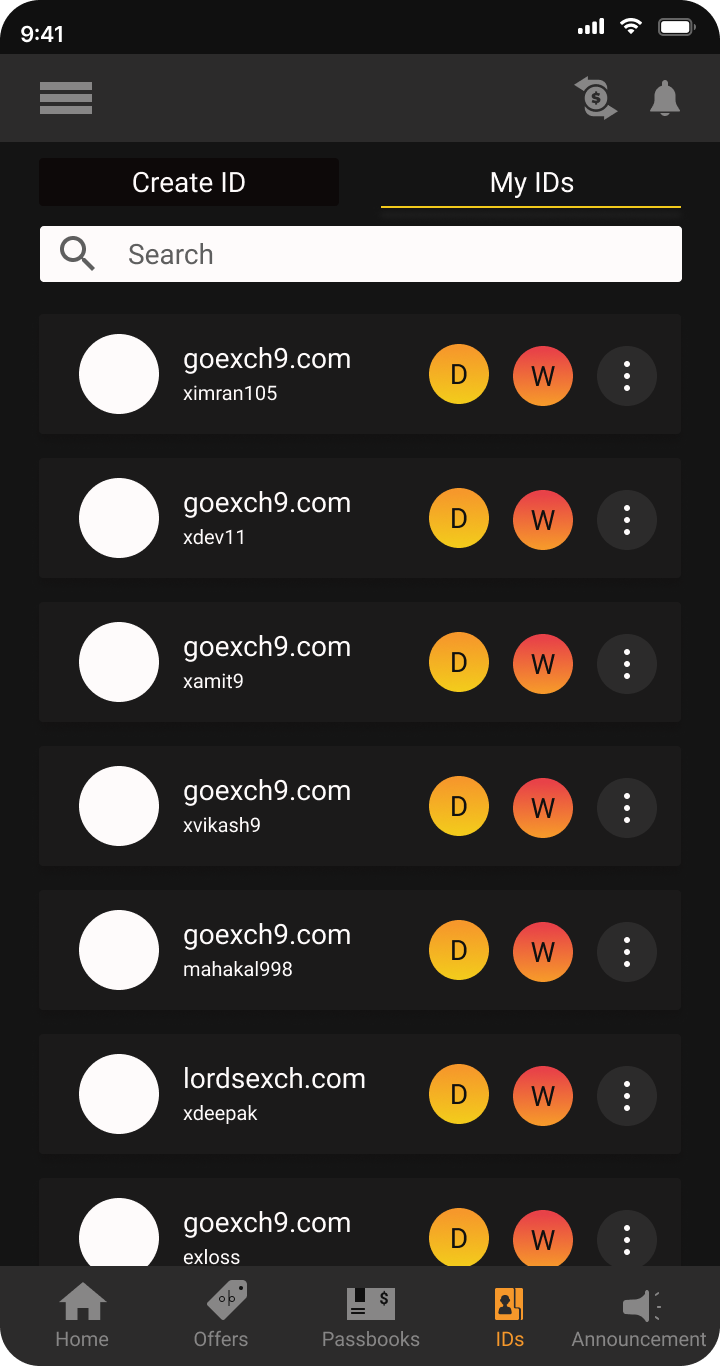 9:41
$
Create ID
My IDs
Search
goexch9.com
ximran105
D
W
goexch9.com
xdev11
D
W
goexch9.com
xamit9
D
W
goexch9.com
xvikash9
D
W
goexch9.com
mahakal998
D
W
lordsexch.com
xdeepak
D
W
goexch9.com
exloss
D
W
$
Home
Offers
Passbooks
IDs
Announcement